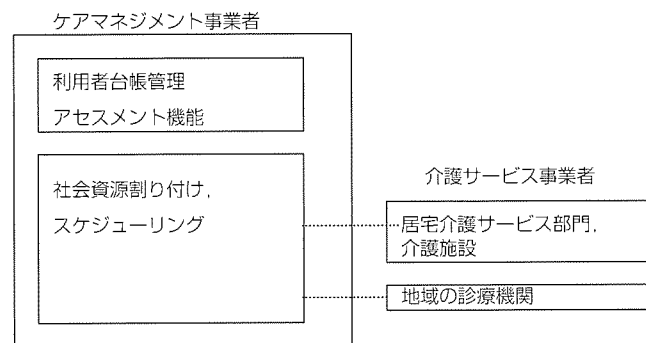 ケアマネジメント事業者
利用者台帳管理
アセスメント機能
社会資源割り付け,
スケジューリング
介護サービス事業者
居宅介護サービス部門,
介護施設
地域の診療機関